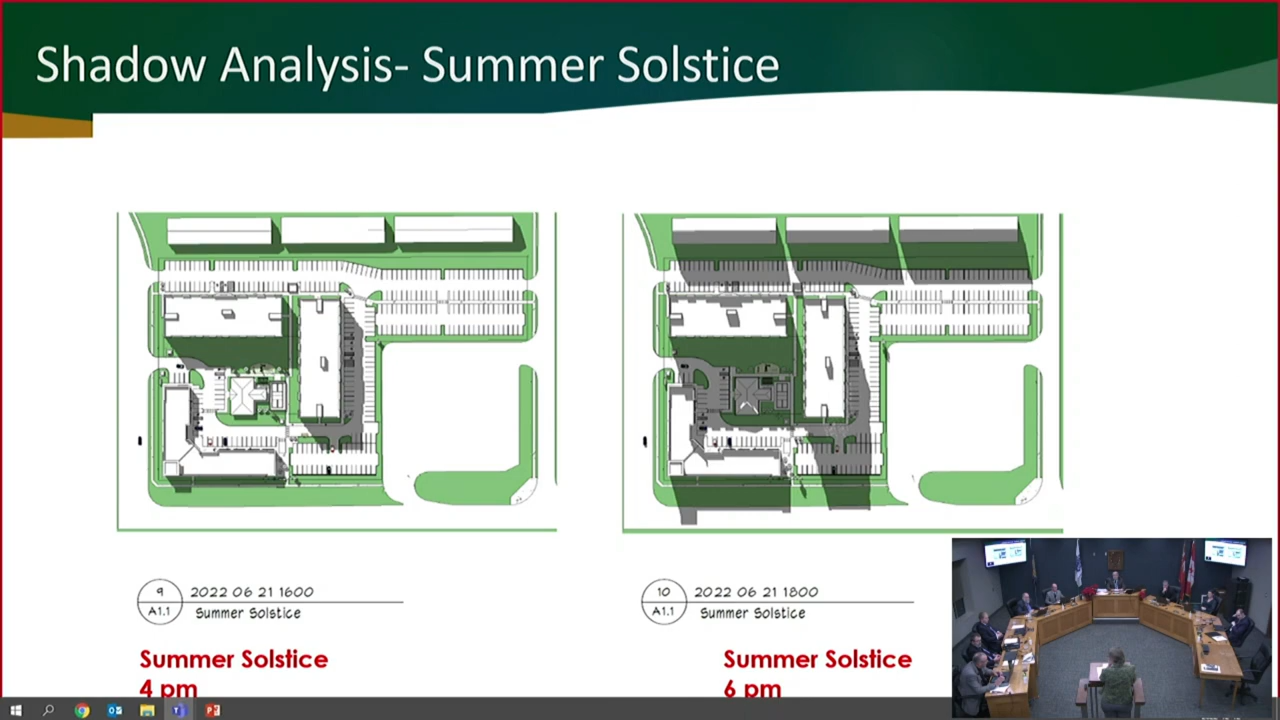 Shadow Analysis- Summer Solstice
9
A1.1
2022 06 21 1600
Summer Solstice
10
A1.1
2022 06 21 1800
Summer Solstice
Summer Solstice
4 pm
Summer Solstice
6 pm